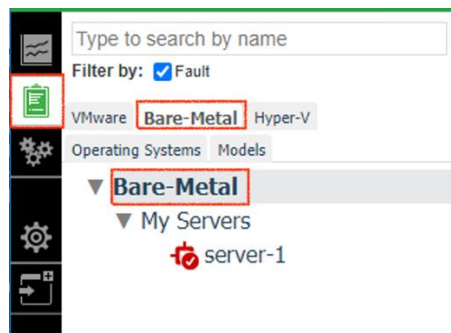 Type to search by name
Filter by: Fault
VMware Bare-Metal Hyper-V
Operating Systems Models
Bare-Metal
My Servers
server-1